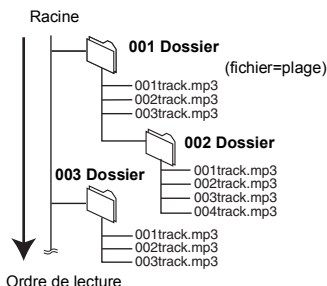 Racine
001 Dossier
(fichier=plage)
001track.mp3
002track.mp3
003track.mp3
002 Dossier
001track.mp3
002track.mp3
003track.mp3
004track.mp3
003 Dossier
001track.mp3
002track.mp3
003track.mp3
Ordre de lecture